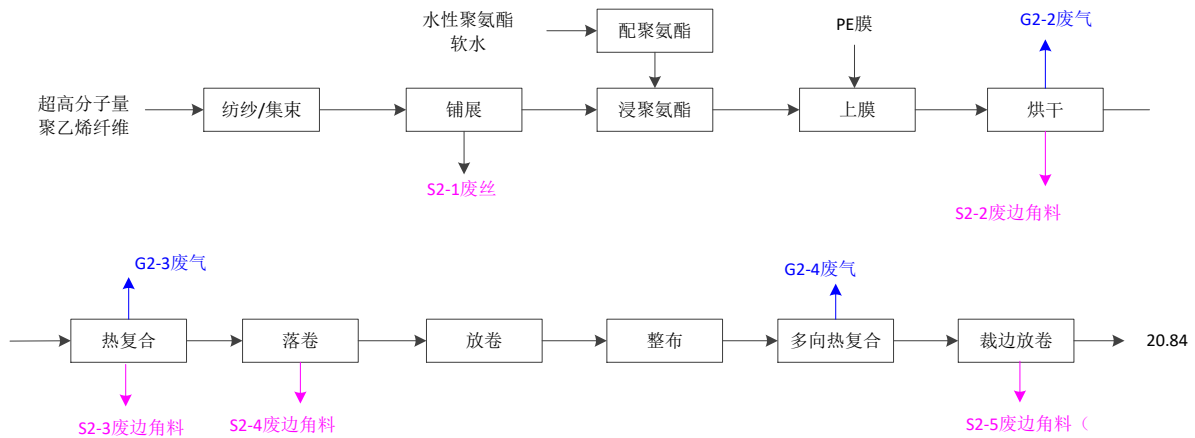 水性聚氨酯
软水
配聚氨酯
PE膜
G2-2废气
超高分子量
聚乙烯纤维
纺纱/集束
铺展
浸聚氨酯
上膜
烘干
S2-1废丝
S2-2废边角料
G2-3废气
G2-4废气
热复合
落卷
放卷
整布
多向热复合
裁边放卷
20.84
S2-3废边角料
S2-4废边角料
S2-5废边角料（